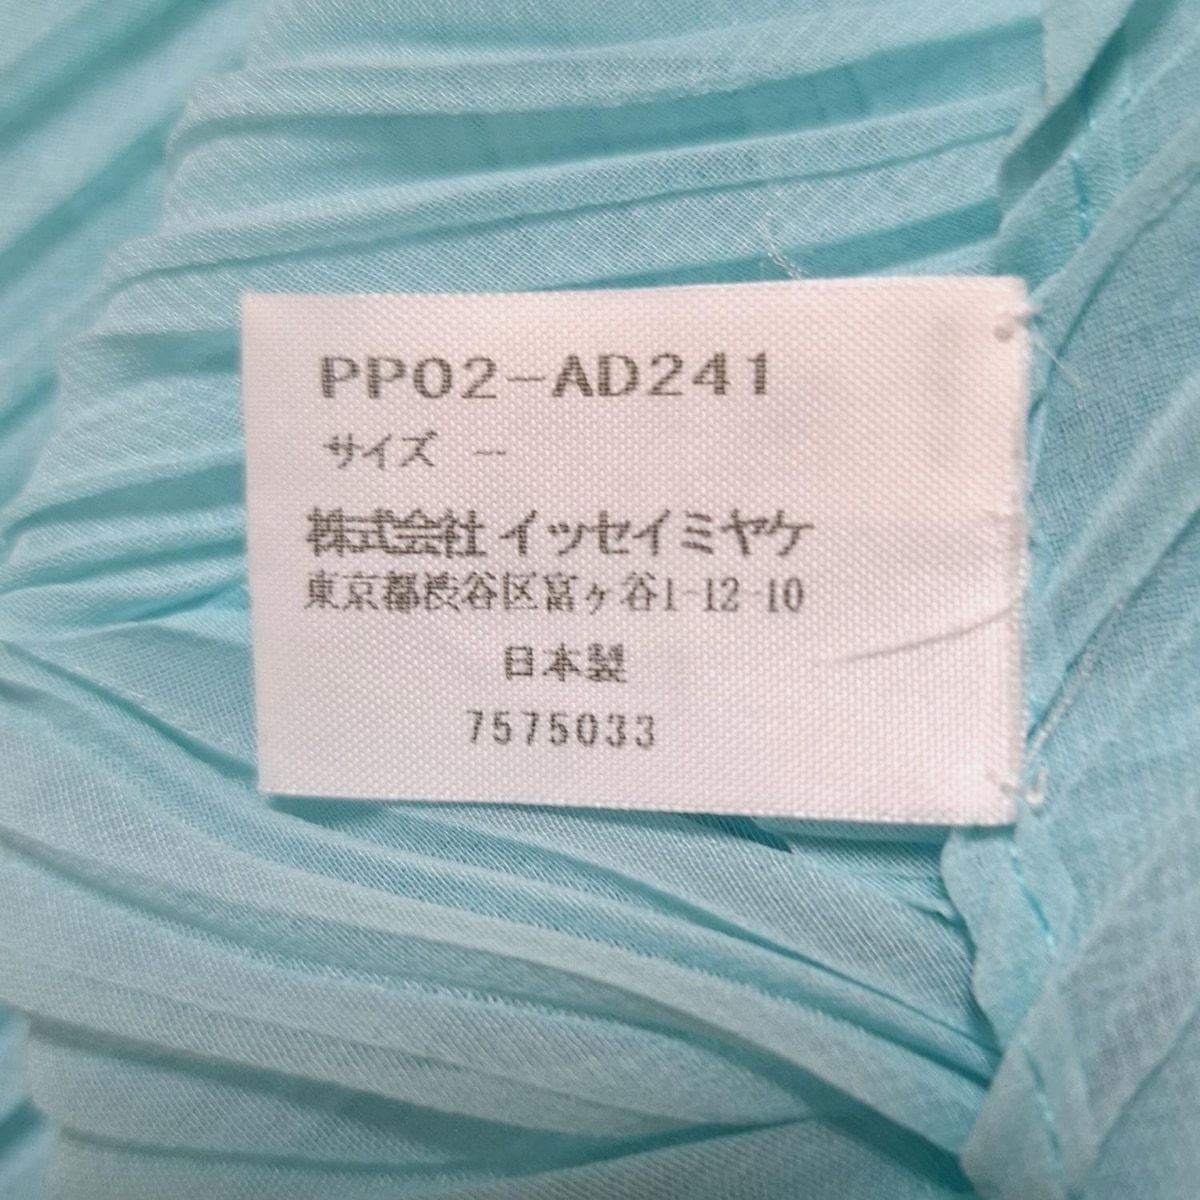 PP02-AD241
サイズ --
株式会社 イッセイミヤケ
東京都渋谷区富ヶ谷1-12-10
日本製
7575033